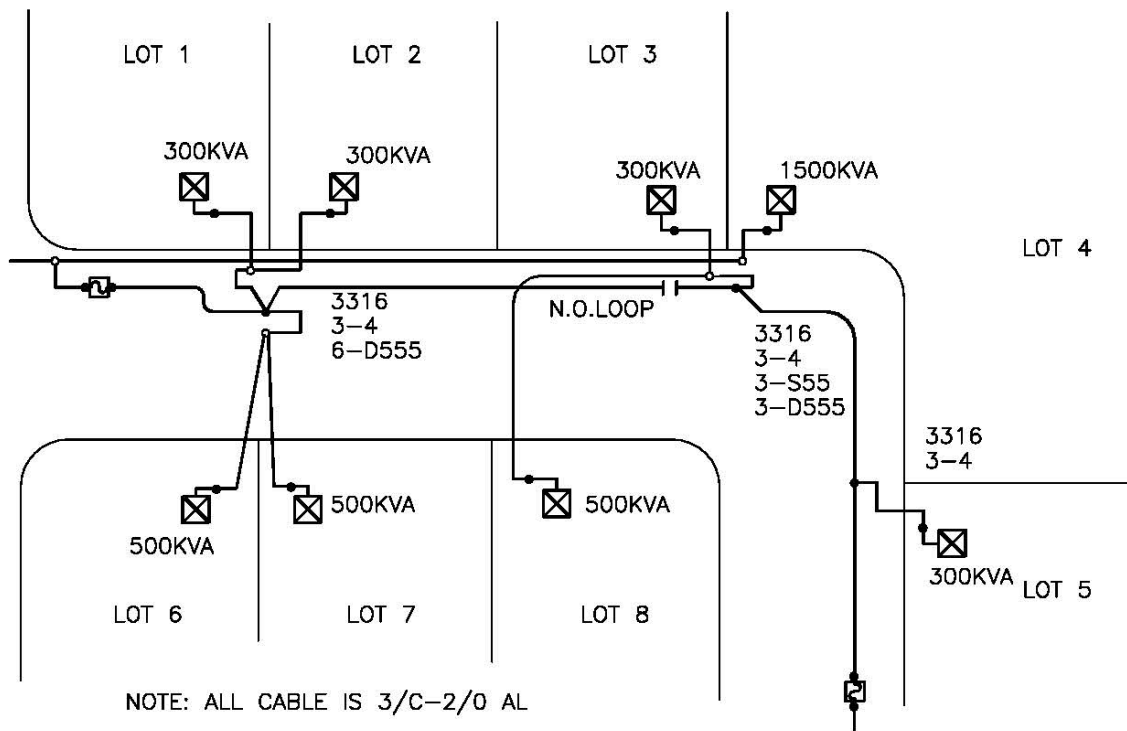 LOT 1
LOT 2
LOT 3
300KVA
300KVA
300KVA
1500KVA
LOT 4
N.O.LOOP
3316
3-4
6-D555
3316
3-4
3-S55
3-D555
3316
3-4
500KVA
500KVA
500KVA
300KVA
LOT 5
LOT 6
LOT 7
LOT 8
NOTE: ALL CABLE IS 3/C-2/0 AL